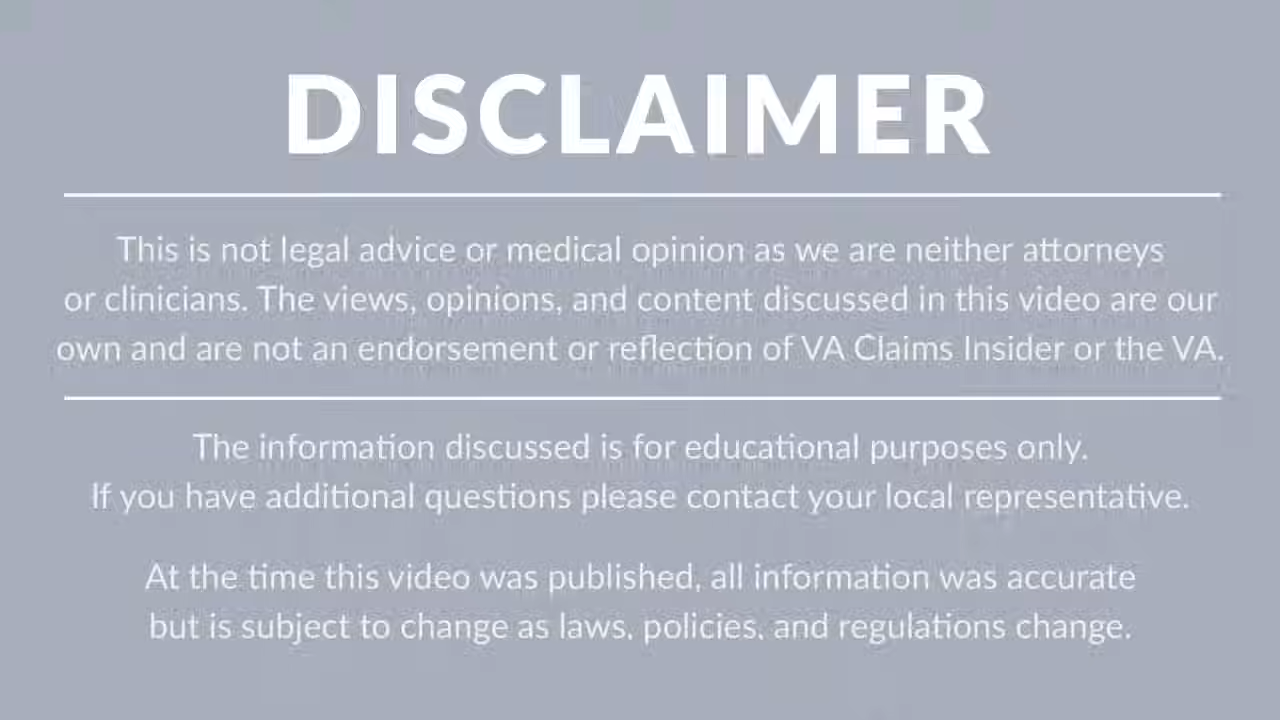 DISCLAIMER
This is not legal advice or medical opinion as we are neither attorneys
or clinicians. The views, opinions, and content discussed in this video are our
own and are not an endorsement or reflection of VA Claims Insider or the VA.
The information discussed is for educational purposes only.
If you have additional questions please contact your local representative.
At the time this video was published, all information was accurate
but is subject to change as laws, policies, and regulations change.